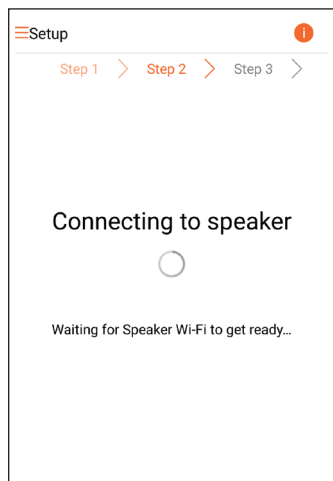 Setup
i
Step 1 > Step 2 > Step 3 >
Connecting to speaker
Waiting for Speaker Wi-Fi to get ready...